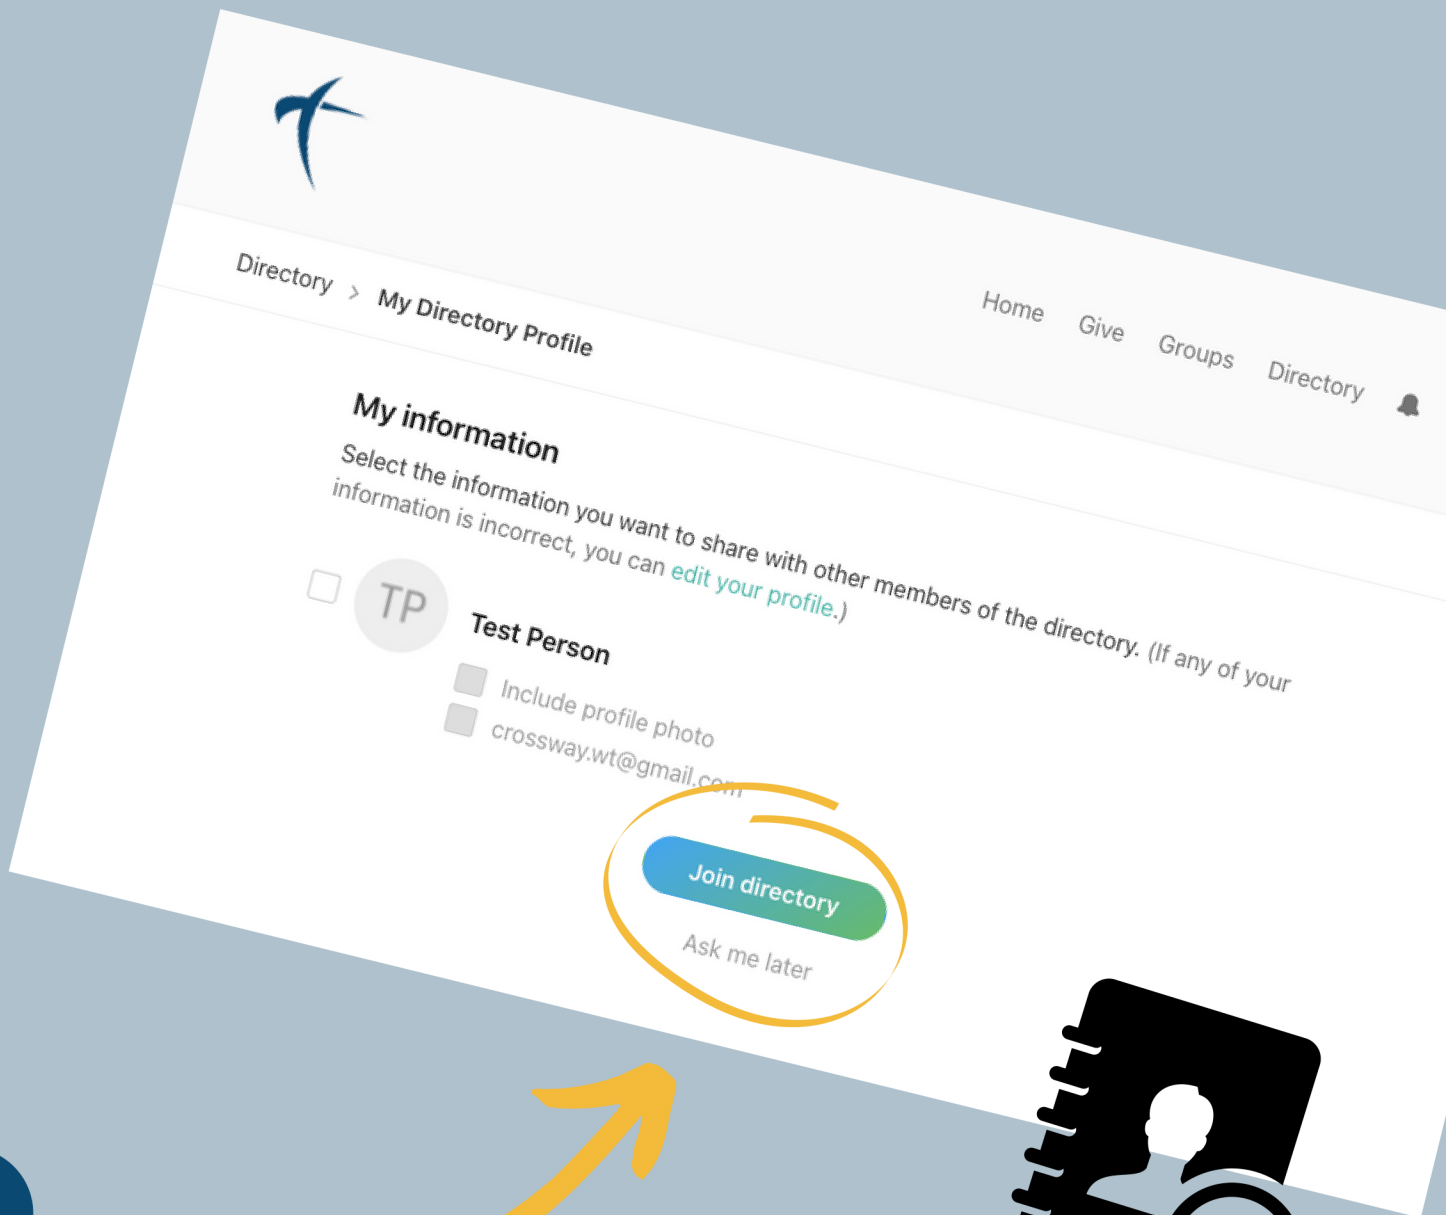 Home Give Groups Directory
Directory > My Directory Profile
My information
Select the information you want to share with other members of the directory. (If any of your
information is incorrect, you can edit your profile.)
TP
Test Person
Include profile photo
crossway.wt@gmail.com
Join directory
Ask me later